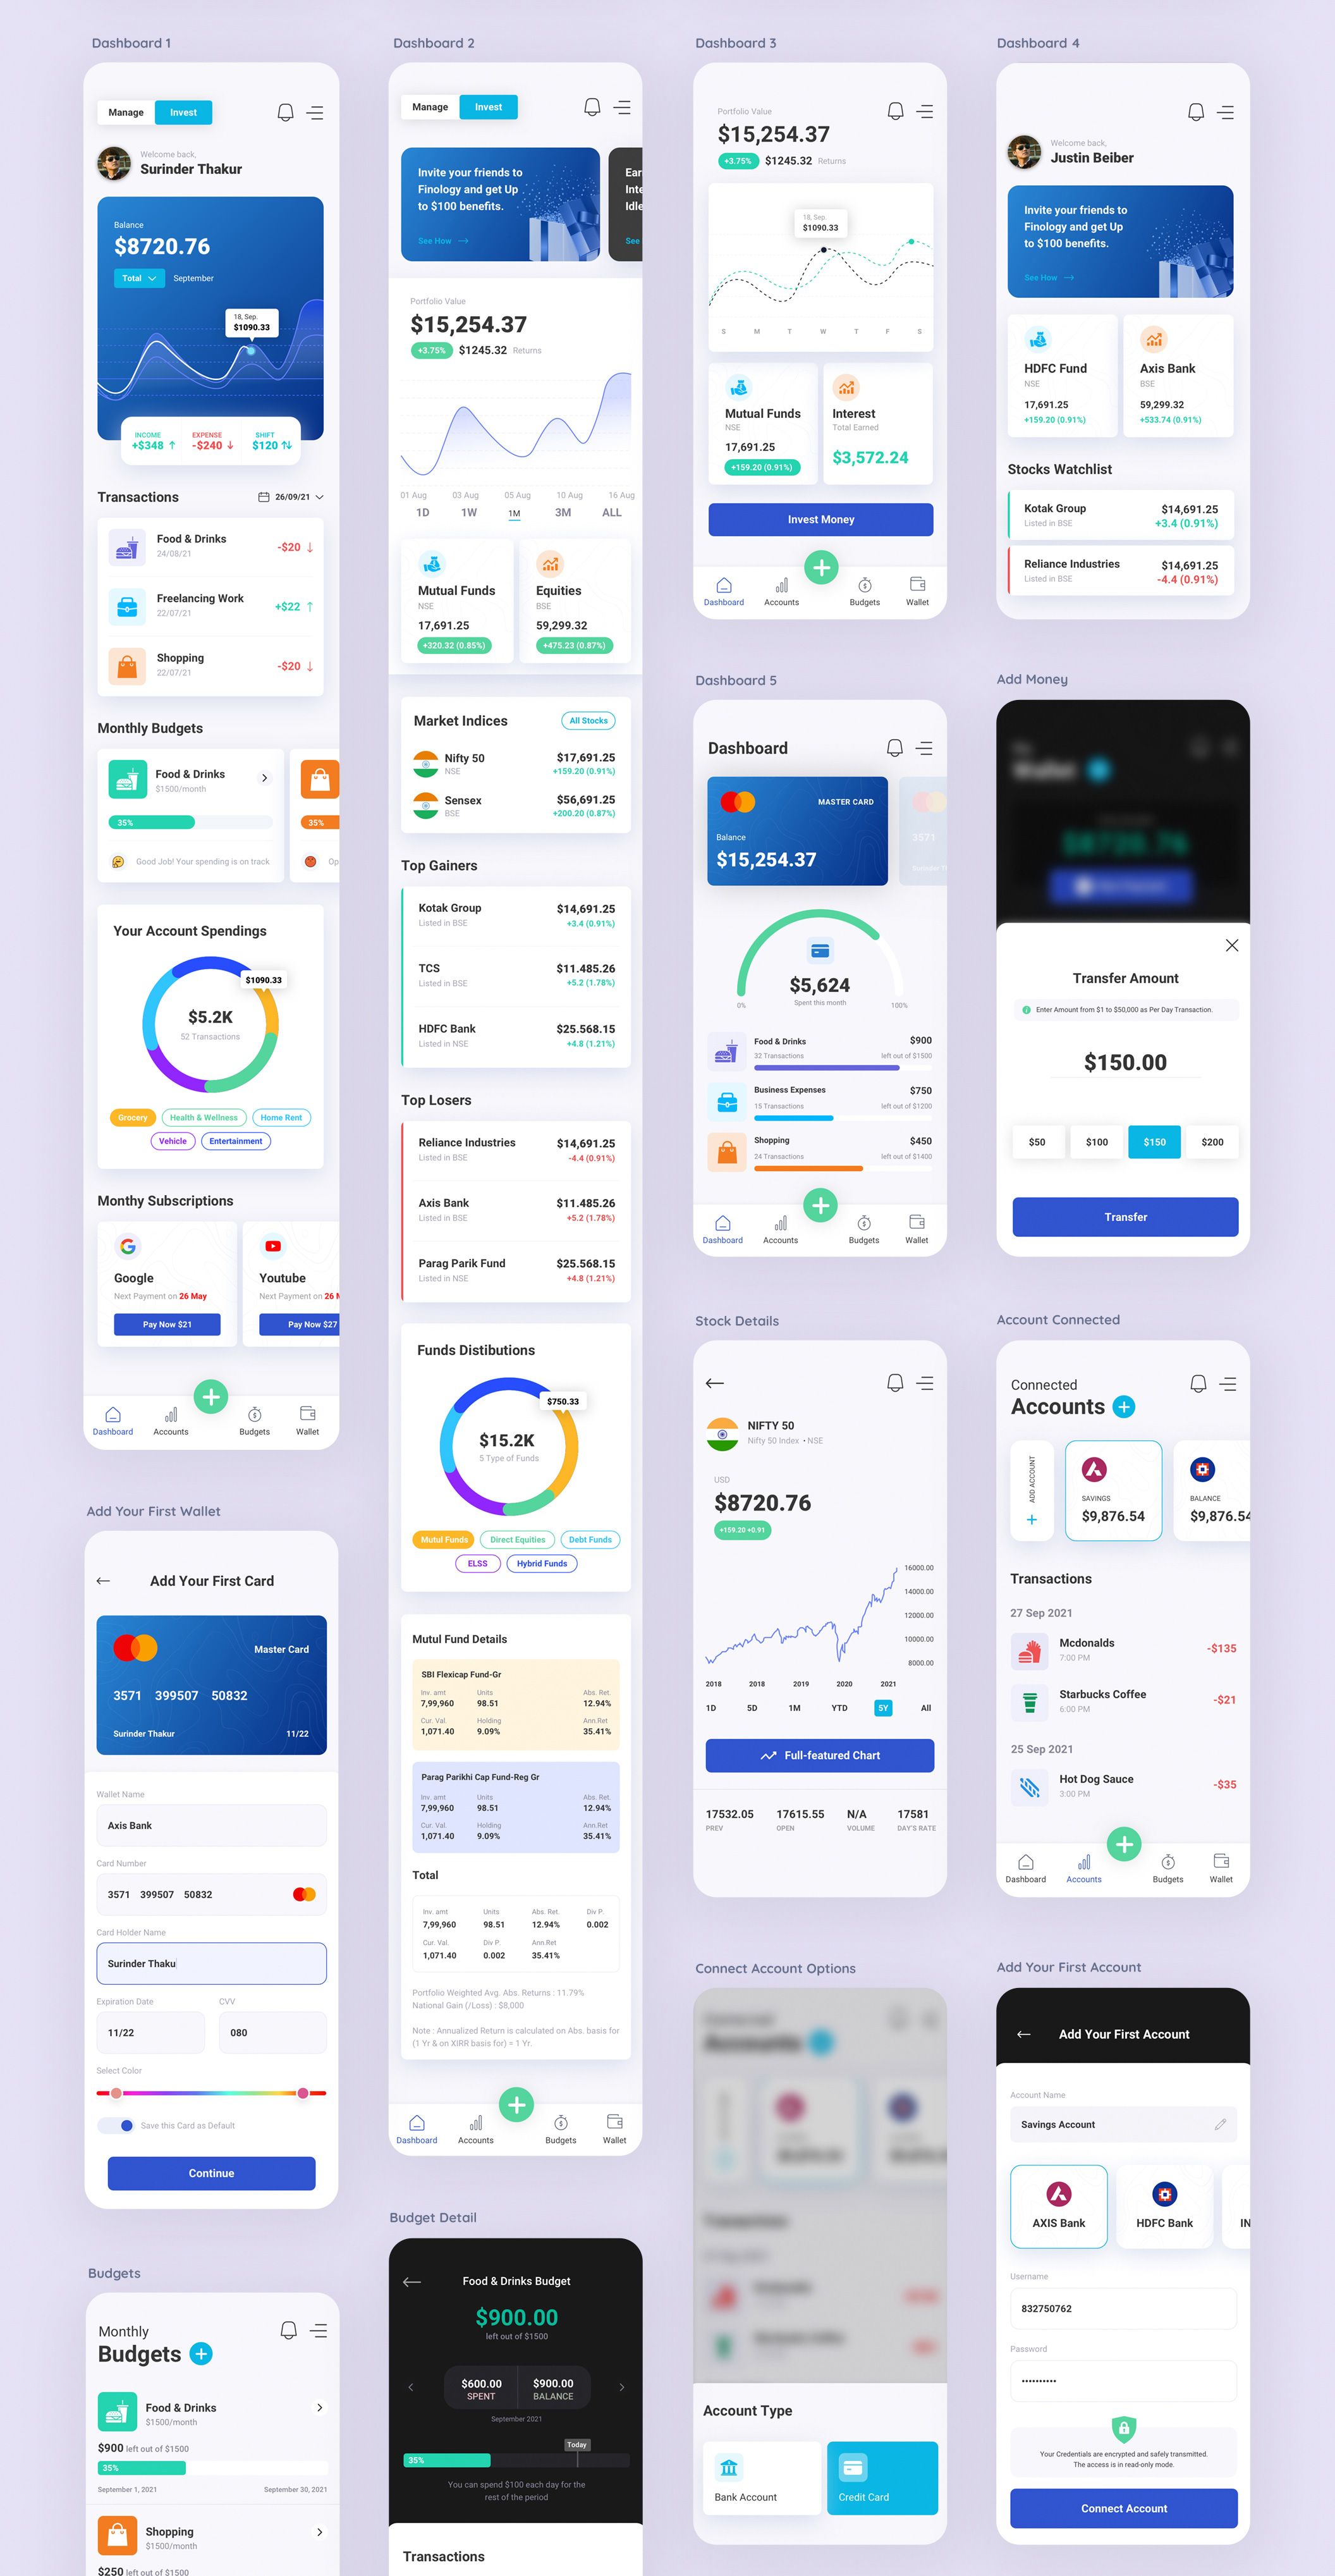 Dashboard 1
Manage Invest
Welcome back,
Surinder Thakur
Balance
$8720.76
Total September
18, Sep.
$1090.33
INCOME EXPENSE SHIFT
+$348 -$240 $120
Transactions 26/09/21
Food & Drinks -$20
24/08/21
Freelancing Work +$22
22/07/21
Shopping -$20
22/07/21
Monthly Budgets
Food & Drinks
$1500/month
35% 35%
Good Job! Your spending is on track Op
Your Account Spendings
$1090.33
$5.2K
52 Transactions
Grocery Health & Wellness Home Rent
Vehicle Entertainment
Monthy Subscriptions
Google Youtube
Next Payment on 26 May Next Payment on 26 M
Pay Now $21 Pay Now $27
Dashboard Accounts Budgets Wallet
Add Your First Wallet
Add Your First Card
Master Card
3571 399507 50832
Surinder Thakur 11/22
Wallet Name
Axis Bank
Card Number
3571 399507 50832
Card Holder Name
Surinder Thaku
Expiration Date CVV
11/22 080
Select Color
Save this Card as Default
Continue
Budgets
Monthly
Budgets
Food & Drinks
$1500/month
$900 left out of $1500
35%
September 1, 2021 September 30, 2021
Shopping
$1500/month
$250 left out of $1500
Dashboard 2
Manage Invest
Invite your friends to Ear
Finology and get Up Inte
to $100 benefits. Idle
See How See
Portfolio Value
$15,254.37
+3.75% $1245.32 Returns
01 Aug 03 Aug 05 Aug 10 Aug 16 Aug
1D 1W 1M 3M ALL
Mutual Funds Equities
NSE BSE
17,691.25 59,299.32
+320.32 (0.85%) +475.23 (0.87%)
Market Indices All Stocks
Nifty 50 $17,691.25
NSE +159.20 (0.91%)
Sensex $56,691.25
BSE +200.20 (0.87%)
Top Gainers
Kotak Group $14,691.25
Listed in BSE +3.4 (0.91%)
TCS $11.485.26
Listed in BSE +5.2 (1.78%)
HDFC Bank $25.568.15
Listed in NSE +4.8 (1.21%)
Top Losers
Reliance Industries $14,691.25
Listed in BSE -4.4 (0.91%)
Axis Bank $11.485.26
Listed in BSE +5.2 (1.78%)
Parag Parik Fund $25.568.15
Listed in NSE +4.8 (1.21%)
Funds Distibutions
$750.33
$15.2K
5 Type of Funds
Mutul Funds Direct Equities Debt Funds
ELSS Hybrid Funds
Mutul Fund Details
SBI Flexicap Fund-Gr
Inv. amt Units Abs. Ret.
7,99,960 98.51 12.94%
Cur. Val. Holding Ann.Ret
1,071.40 9.09% 35.41%
Parag Parikhi Cap Fund-Reg Gr
Inv. amt Units Abs. Ret.
7,99,960 98.51 12.94%
Cur. Val. Holding Ann.Ret
1,071.40 9.09% 35.41%
Total
Inv. amt Units Abs. Ret. Div P.
7,99,960 98.51 12.94% 0.002
Cur. Val. Div P. Ann.Ret
1,071.40 0.002 35.41%
Portfolio Weighted Avg. Abs. Returns : 11.79%
National Gain (/Loss) : $8,000
Note : Annualized Return is calculated on Abs. basis for
(1 Yr & on XIRR basis for) = 1 Yr.
Dashboard Accounts Budgets Wallet
Budget Detail
Food & Drinks Budget
$900.00
left out of $1500
$600.00 $900.00
SPENT BALANCE
September 2021
Today
35%
You can spend $100 each day for the
rest of the period
Transactions
Dashboard 3
Portfolio Value
$15,254.37
+3.75% $1245.32 Returns
18, Sep.
$1090.33
S M T W T F S
Mutual Funds Interest
NSE Total Earned
17,691.25 $3,572.24
+159.20 (0.91%)
Invest Money
Dashboard Accounts Budgets Wallet
Dashboard 5
Dashboard
MASTER CARD 3571
Balance
$15,254.37
$5,624
0% Spent this month 100%
Food & Drinks $900
32 Transactions left out of $1500
Business Expenses $750
15 Transactions left out of $1200
Shopping $450
24 Transactions left out of $1400
Dashboard Accounts Budgets Wallet
Stock Details
NIFTY 50
Nifty 50 Index • NSE
USD
$8720.76
+159.20 +0.91
16000.00
14000.00
12000.00
10000.00
8000.00
2018 2018 2019 2020 2021
1D 5D 1M YTD 5Y All
Full-featured Chart
17532.05 17615.55 N/A 17581
PREV OPEN VOLUME DAY'S RATE
Connect Account Options
Accounts
Account Type
Bank Account Credit Card
Dashboard 4
Welcome back,
Justin Beiber
Invite your friends to
Finology and get Up
to $100 benefits.
See How
HDFC Fund Axis Bank
NSE BSE
17,691.25 59,299.32
+159.20 (0.91%) +533.74 (0.91%)
Stocks Watchlist
Kotak Group $14,691.25
Listed in BSE +3.4 (0.91%)
Reliance Industries $14,691.25
Listed in BSE -4.4 (0.91%)
Add Money
Wallet
$8720.76
Transfer Amount
Enter Amount from $1 to $50,000 as Per Day Transaction.
$150.00
$50 $100 $150 $200
Transfer
Account Connected
Connected
Accounts
ADD ACCOUNT
SAVINGS BALANCE
$9,876.54 $9,876.54
Transactions
27 Sep 2021
Mcdonalds -$135
7:00 PM
Starbucks Coffee -$21
6:00 PM
25 Sep 2021
Hot Dog Sauce -$35
3:00 PM
Dashboard Accounts Budgets Wallet
Add Your First Account
Add Your First Account
Account Name
Savings Account
AXIS Bank HDFC Bank IN
Username
832750762
Password
Your Credentials are encrypted and safely transmitted.
The access is in read-only mode.
Connect Account